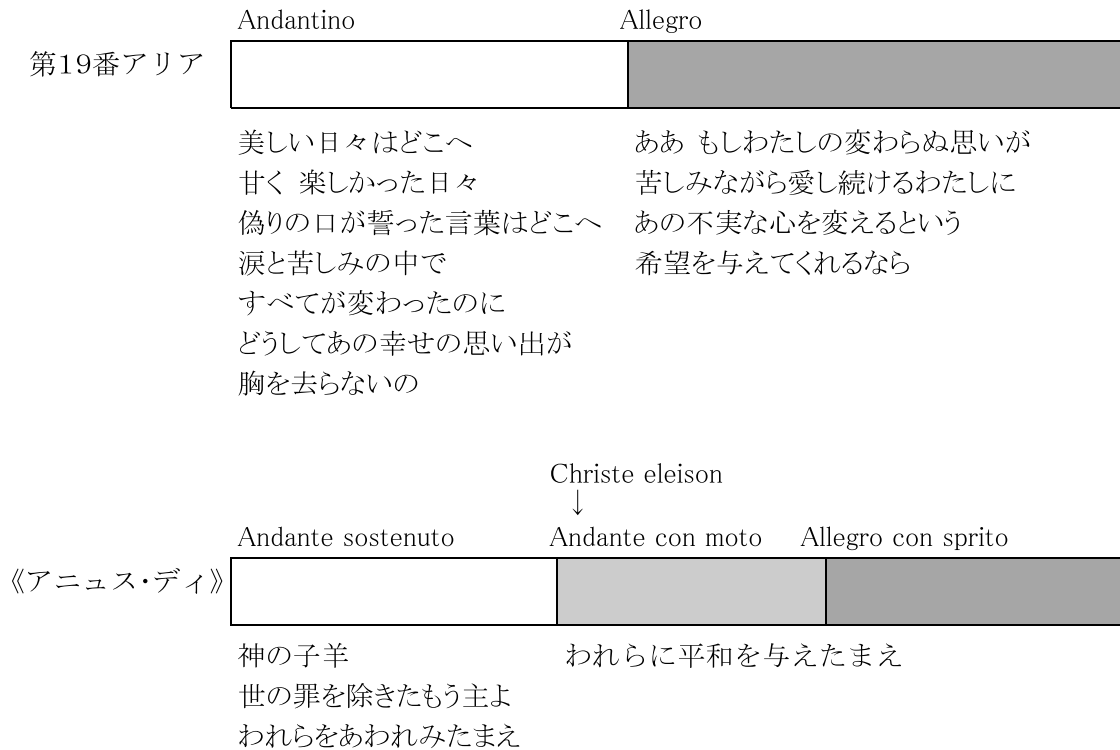 Andantino Allegro
第19番アリア
美しい日々はどこへ
甘く 楽しかった日々
偽りの口が誓った言葉はどこへ
涙と苦しみの中で
すべてが変わったのに
どうしてあの幸せの思い出が
胸を去らないの
ああ もしわたしの変わらぬ思いが
苦しみながら愛し続けるわたしに
あの不実な心を変えるという
希望を与えてくれるなら
Christe eleison
↓
Andante sostenuto Andante con moto Allegro con sprito
《アニュス・ディ》
神の子羊
世の罪を除きたもう主よ
われらをあわれみたまえ
われらに平和を与えたまえ